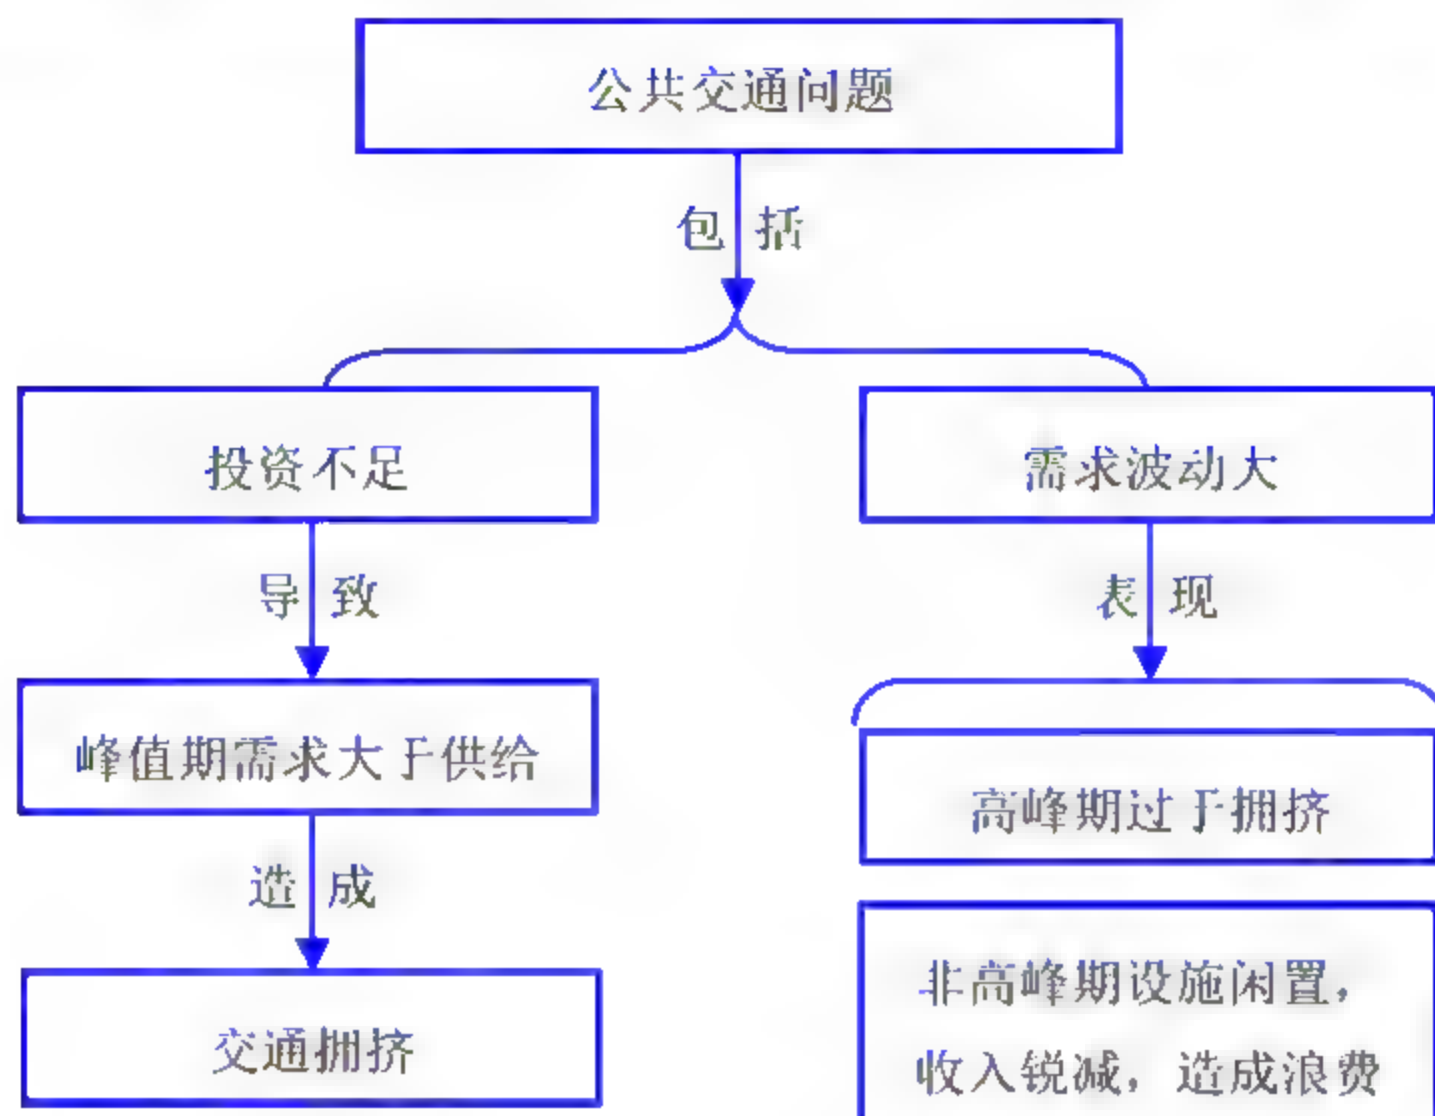 公共交通问题
包括
投资不足
需求波动大
导致
表现
峰值期需求大于供给
高峰期过于拥挤
造成
非高峰期设施闲置，
收入锐减，造成浪费
交通拥挤